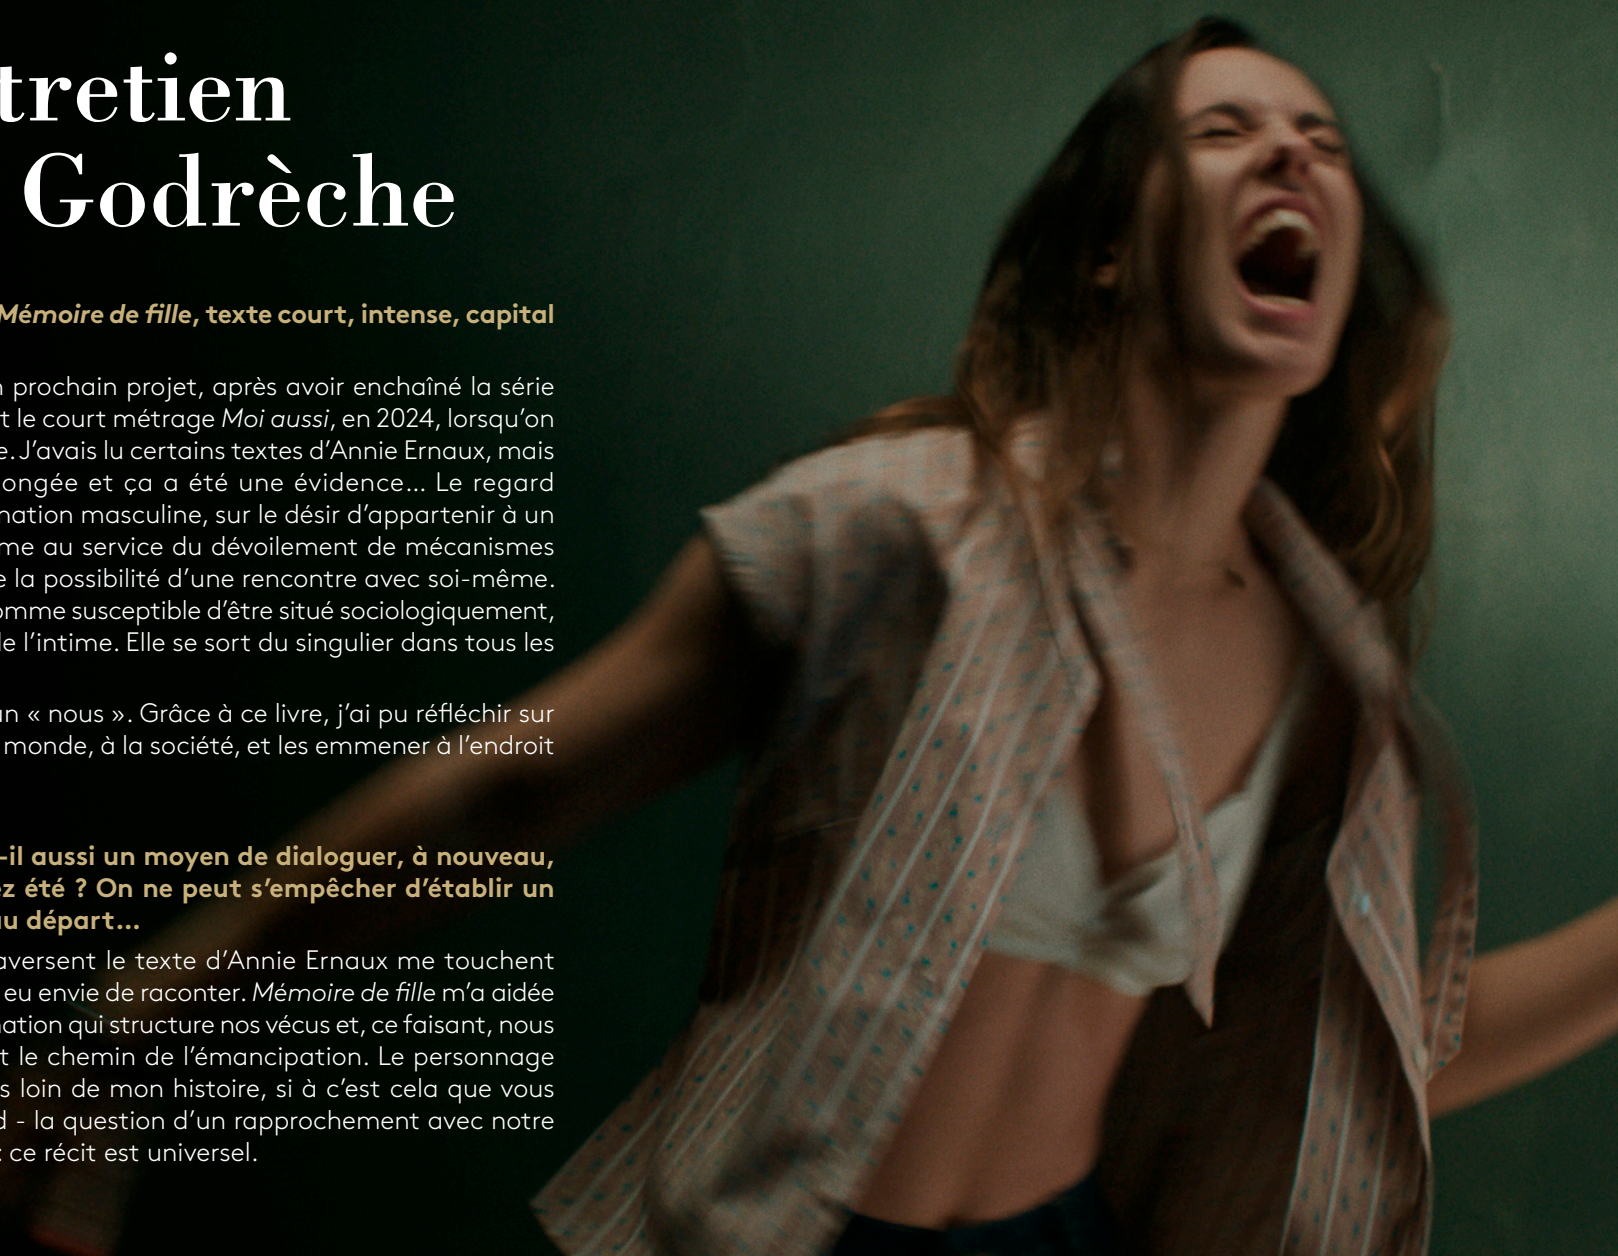 tretien
Godrèche
Mémoire de fille, texte court, intense, capital
prochain projet, après avoir enchaîné la série
t le court métrage Moi aussi, en 2024, lorsqu’on
e. J’avais lu certains textes d’Annie Ernaux, mais
ongée et ça a été une évidence... Le regard
nation masculine, sur le désir d’appartenir à un
me au service du dévoilement de mécanismes
e la possibilité d’une rencontre avec soi-même.
omme susceptible d’être situé sociologiquement,
de l’intime. Elle se sort du singulier dans tous les
un « nous ». Grâce à ce livre, j’ai pu réfléchir sur
monde, à la société, et les emmener à l’endroit
-il aussi un moyen de dialoguer, à nouveau,
ez été ? On ne peut s’empêcher d’établir un
au départ...
aversent le texte d’Annie Ernaux me touchent
eu envie de raconter. Mémoire de fille m’a aidée
nation qui structure nos vécus et, ce faisant, nous
t le chemin de l’émancipation. Le personnage
s loin de mon histoire, si à c’est cela que vous
d - la question d’un rapprochement avec notre
: ce récit est universel.